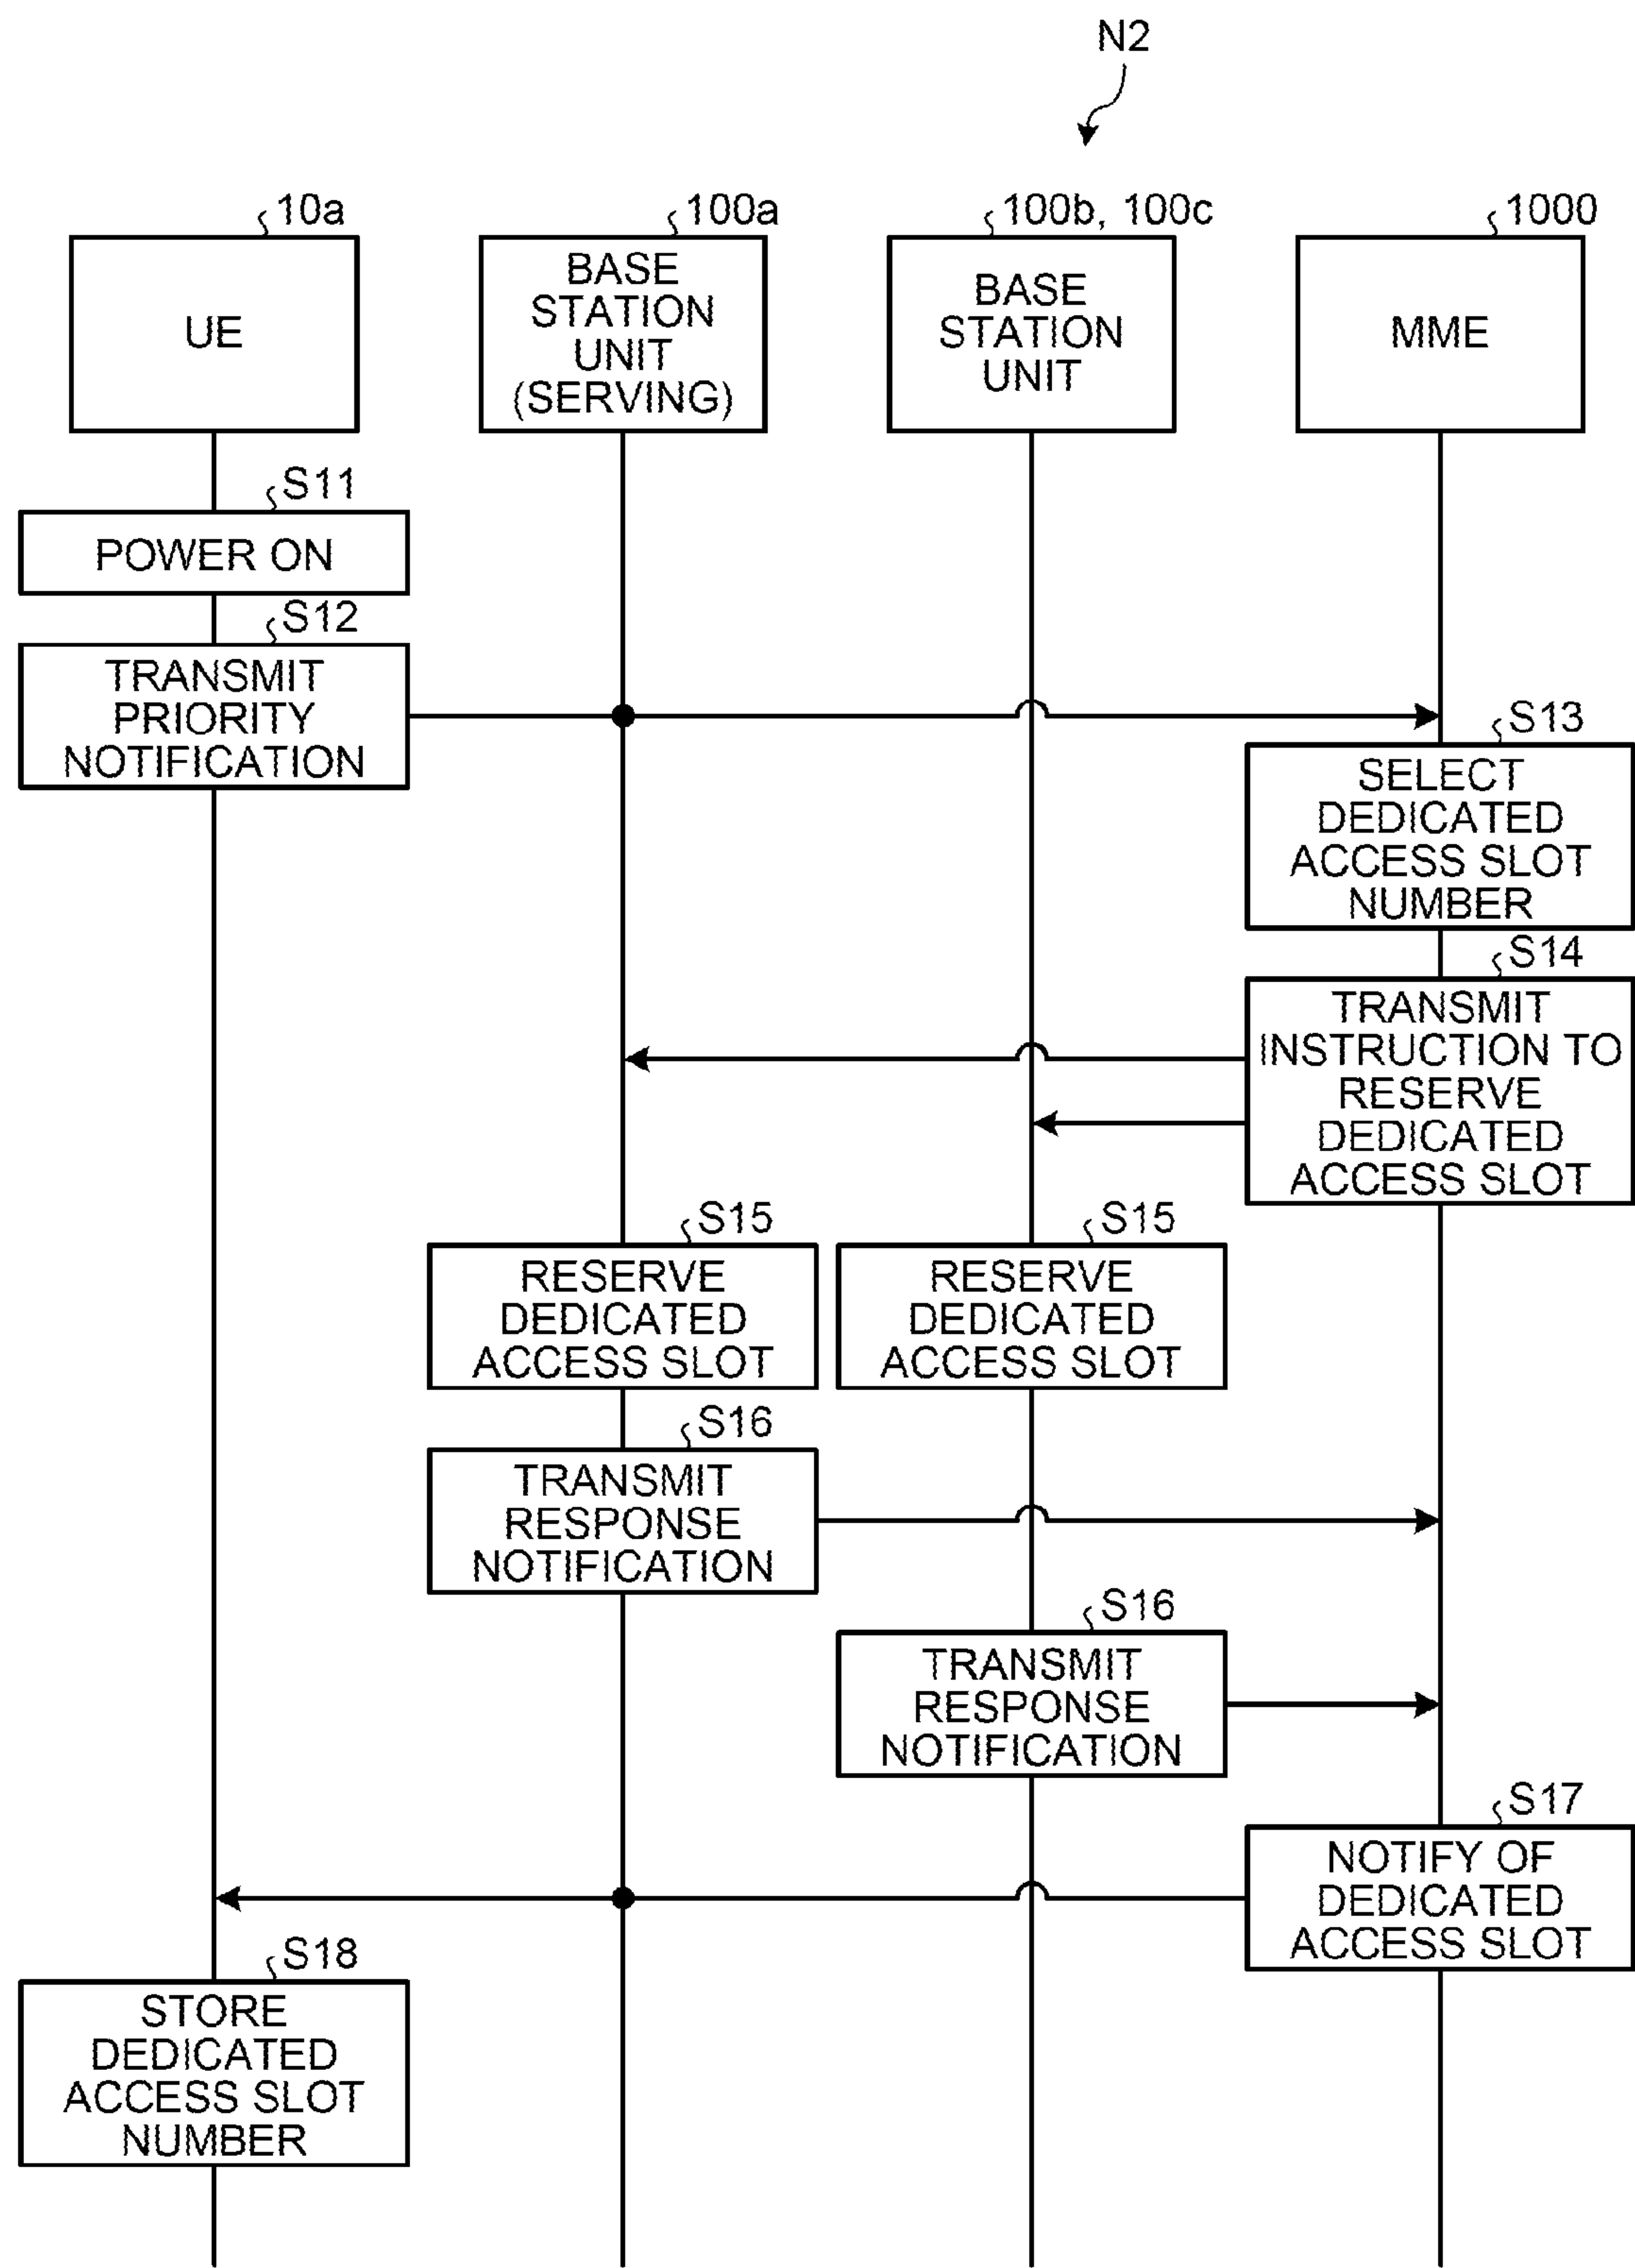 N2
10a
100a
100b, 100c
1000
UE
BASE
STATION
UNIT
(SERVING)
BASE
STATION
UNIT
MME
S11
POWER ON
S12
TRANSMIT
PRIORITY
NOTIFICATION
S13
SELECT
DEDICATED
ACCESS SLOT
NUMBER
S14
TRANSMIT
INSTRUCTION TO
RESERVE
DEDICATED
ACCESS SLOT
S15
RESERVE
DEDICATED
ACCESS SLOT
S15
RESERVE
DEDICATED
ACCESS SLOT
S16
TRANSMIT
RESPONSE
NOTIFICATION
S16
TRANSMIT
RESPONSE
NOTIFICATION
S17
NOTIFY OF
DEDICATED
ACCESS SLOT
S18
STORE
DEDICATED
ACCESS SLOT
NUMBER